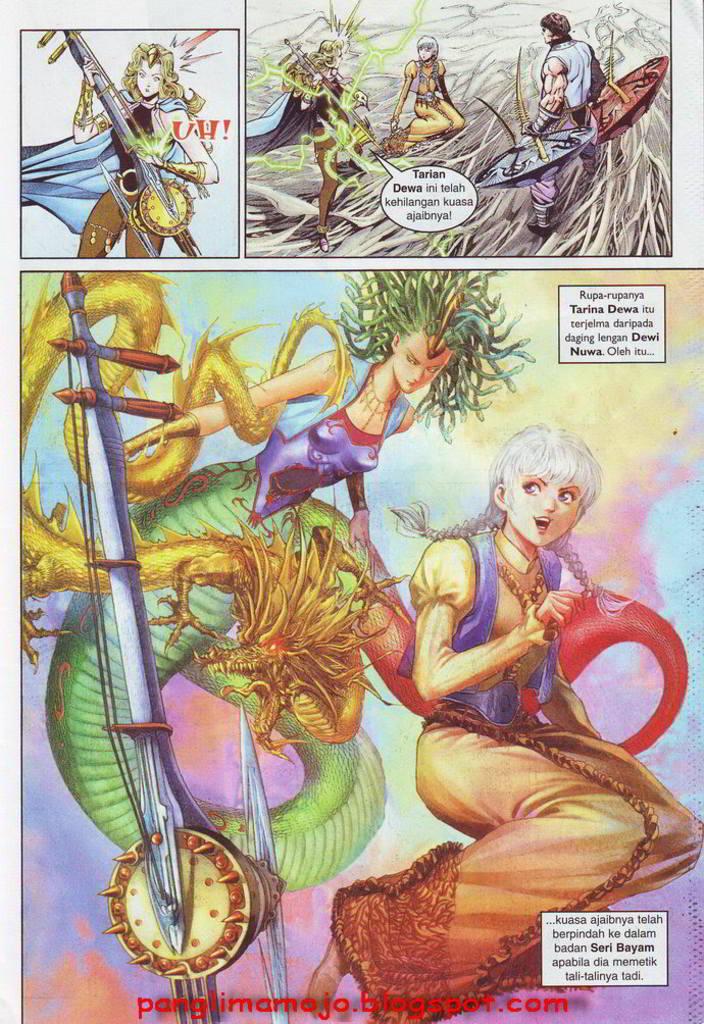 UH!
Tarian
Dewa ini telah
kehilangan kuasa
ajaibnya!
Rupa-rupanya
Tarina Dewa itu
terjelma daripada
daging lengan Dewi
Nuwa. Oleh itu...
...kuasa ajaibnya telah
berpindah ke dalam
badan Seri Bayam
apabila dia memetik
tali-talinya tadi.
panglimamojo.blogspot.com